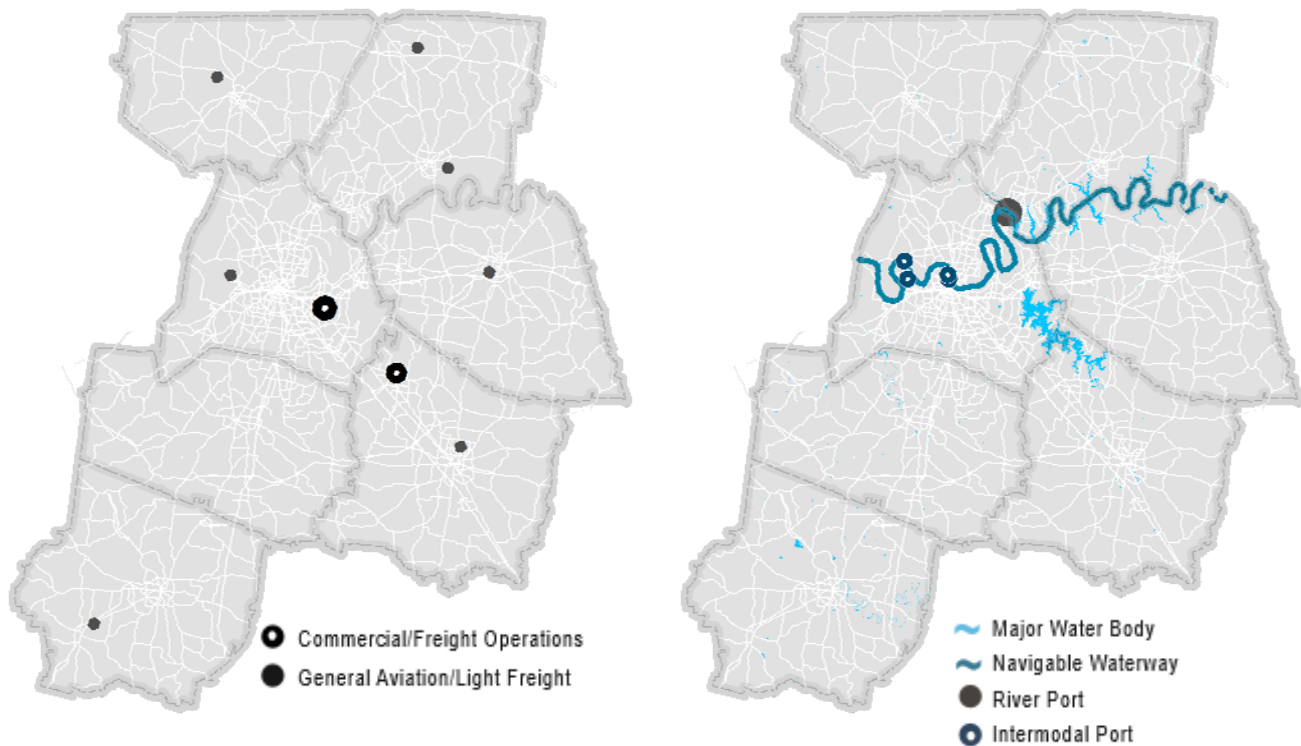 Commercial/Freight Operations
General Aviation/Light Freight
Major Water Body
Navigable Waterway
River Port
Intermodal Port